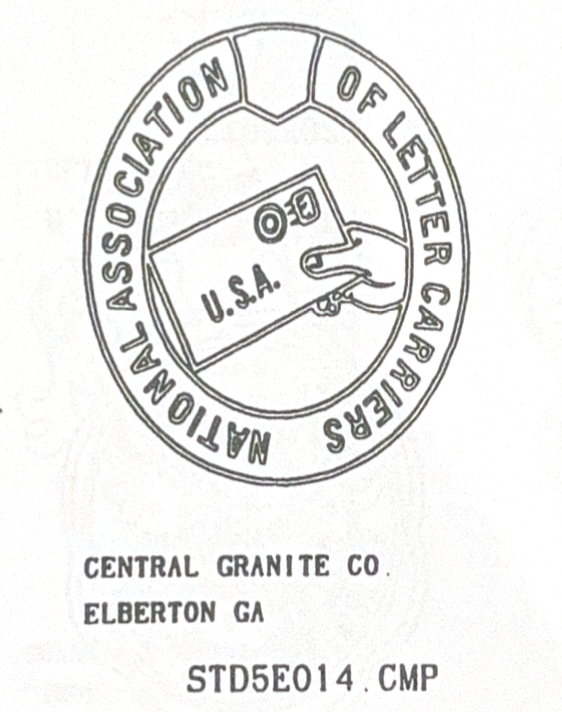 NATIONAL ASSOCIATION OF LETTER CARRIERS
U.S.A.
CENTRAL GRANITE CO.
ELBERTON GA
STD5E014.CMP